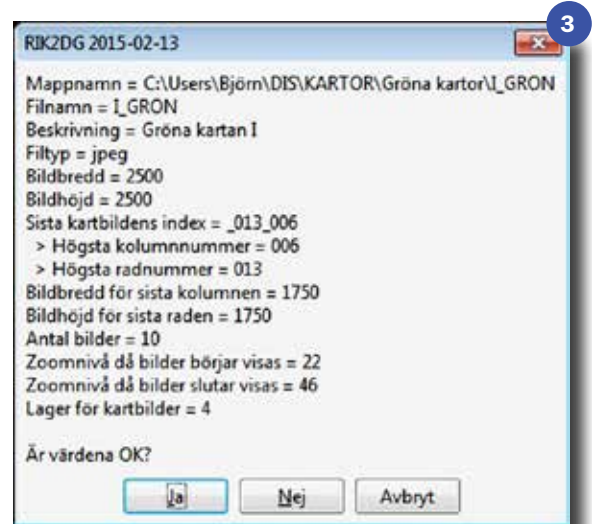 3
RIK2DG 2015-02-13
Mappnamn = C:\Users\Björn\DIS\KARTOR\Gröna kartor\I_GRON
Filnamn = I_GRON
Beskrivning = Gröna kartan I
Filtyp = jpeg
Bildbredd = 2500
Bildhöjd = 2500
Sista kartbildens index = _013_006
> Högsta kolumnnummer = 006
> Högsta radnummer = 013
Bildbredd för sista kolumnen = 1750
Bildhöjd för sista raden = 1750
Antal bilder = 10
Zoomnivå då bilder börjar visas = 22
Zoomnivå då bilder slutar visas = 46
Lager för kartbilder = 4
Är värdena OK?
Ja Nej Avbryt